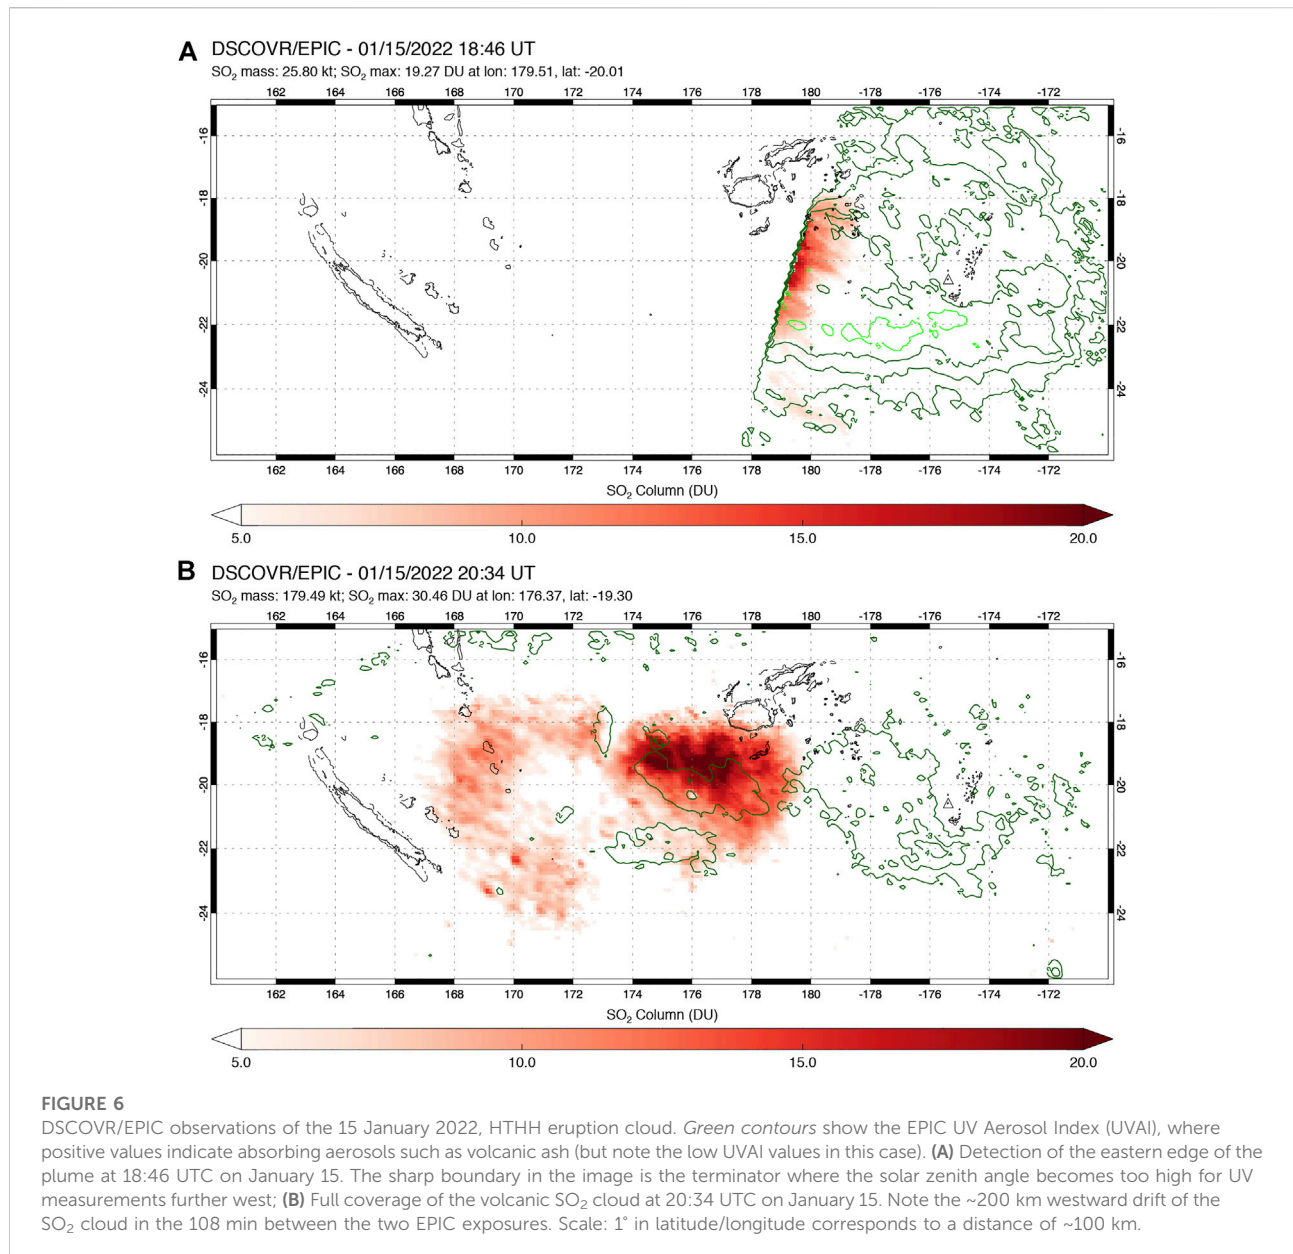 A DSCOVR/EPIC - 01/15/2022 18:46 UT
SO2 mass: 25.80 kt; SO2 max: 19.27 DU at lon: 179.51, lat: -20.01
162 164 166 168 170 172 174 176 178 180 -178 -176 -174 -172
-16 -16
-18 -18
-20 -20
-22 -22
-24 -24
162 164 166 168 170 172 174 176 178 180 -178 -176 -174 -172
SO2 Column (DU)
5.0 10.0 15.0 20.0
B DSCOVR/EPIC - 01/15/2022 20:34 UT
SO2 mass: 179.49 kt; SO2 max: 30.46 DU at lon: 176.37, lat: -19.30
162 164 166 168 170 172 174 176 178 180 -178 -176 -174 -172
-16 -16
-18 -18
-20 -20
-22 -22
-24 -24
162 164 166 168 170 172 174 176 178 180 -178 -176 -174 -172
SO2 Column (DU)
5.0 10.0 15.0 20.0
FIGURE 6
DSCOVR/EPIC observations of the 15 January 2022, HTHH eruption cloud. Green contours show the EPIC UV Aerosol Index (UVAI), where
positive values indicate absorbing aerosols such as volcanic ash (but note the low UVAI values in this case). (A) Detection of the eastern edge of the
plume at 18:46 UTC on January 15. The sharp boundary in the image is the terminator where the solar zenith angle becomes too high for UV
measurements further west; (B) Full coverage of the volcanic SO2 cloud at 20:34 UTC on January 15. Note the ~200 km westward drift of the
SO2 cloud in the 108 min between the two EPIC exposures. Scale: 1° in latitude/longitude corresponds to a distance of ~100 km.